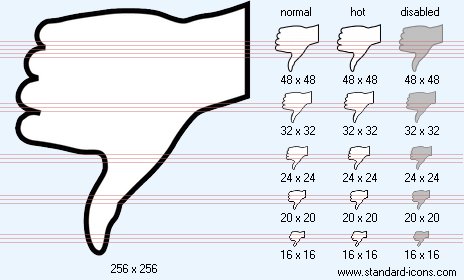 normal hot disabled
48 x 48 48 x 48 48 x 48
32 x 32 32 x 32 32 x 32
24 x 24 24 x 24 24 x 24
20 x 20 20 x 20 20 x 20
16 x 16 16 x 16 16 x 16
256 x 256
www.standard-icons.com